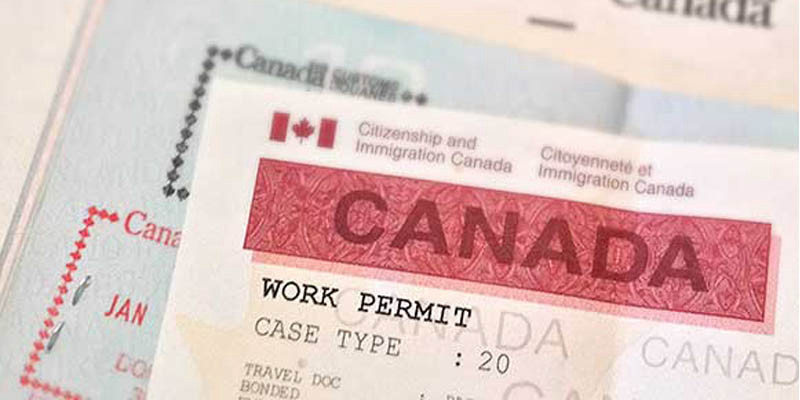 Canada
Canada CUSTOMS
DOUANES
Citizenship and
Immigration Canada
Citoyenneté et
Immigration Canada
CANADA
Cana
JAN
WORK PERMIT
CASE TYPE : 20
CANADA
CANADA
TRAVEL DOC
BONDED